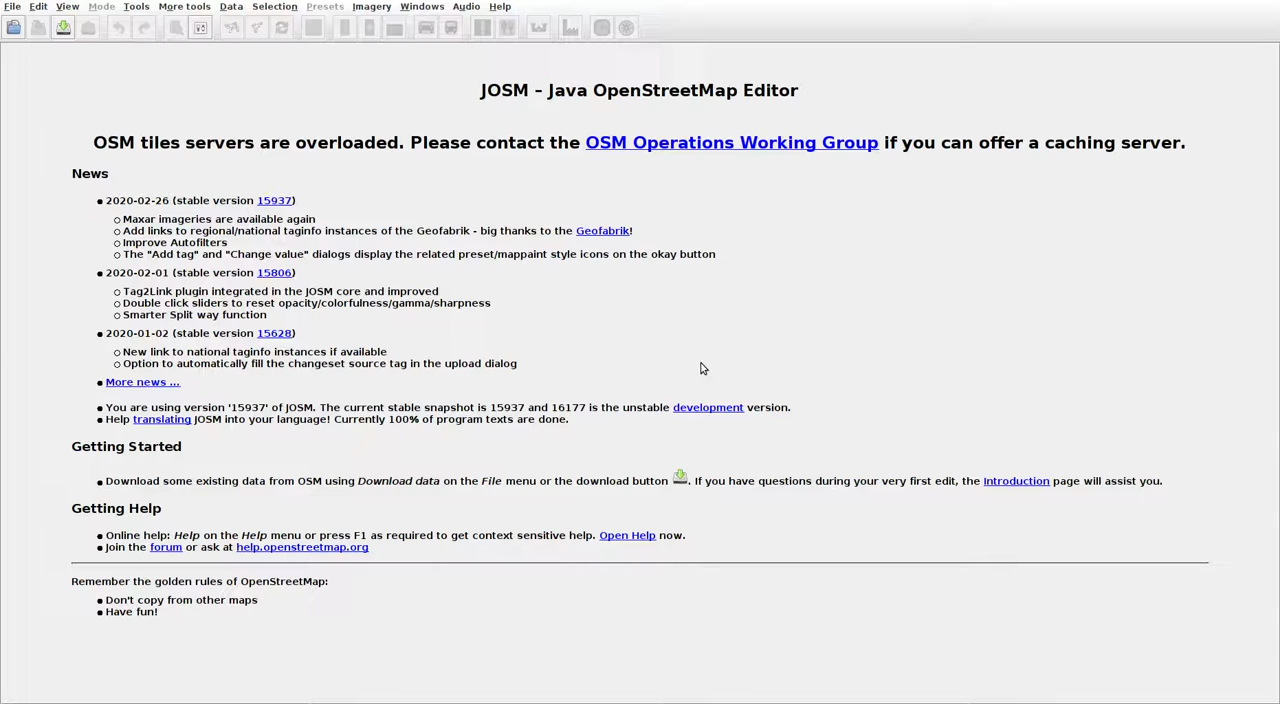 File Edit View Mode Tools More tools Data Selection Presets Imagery Windows Audio Help
JOSM – Java OpenStreetMap Editor
OSM tiles servers are overloaded. Please contact the OSM Operations Working Group if you can offer a caching server.
News
2020-02-26 (stable version 15937)
Maxar imageries are available again
Add links to regional/national taginfo instances of the Geofabrik - big thanks to the Geofabrik!
Improve Autofilters
The "Add tag" and "Change value" dialogs display the related preset/mappaint style icons on the okay button
2020-02-01 (stable version 15806)
Tag2Link plugin integrated in the JOSM core and improved
Double click sliders to reset opacity/colorfulness/gamma/sharpness
Smarter Split way function
2020-01-02 (stable version 15628)
New link to national taginfo instances if available
Option to automatically fill the changeset source tag in the upload dialog
More news ...
You are using version '15937' of JOSM. The current stable snapshot is 15937 and 16177 is the unstable development version.
Help translating JOSM into your language! Currently 100% of program texts are done.
Getting Started
Download some existing data from OSM using Download data on the File menu or the download button . If you have questions during your very first edit, the Introduction page will assist you.
Getting Help
Online help: Help on the Help menu or press F1 as required to get context sensitive help. Open Help now.
Join the forum or ask at help.openstreetmap.org
Remember the golden rules of OpenStreetMap:
Don't copy from other maps
Have fun!